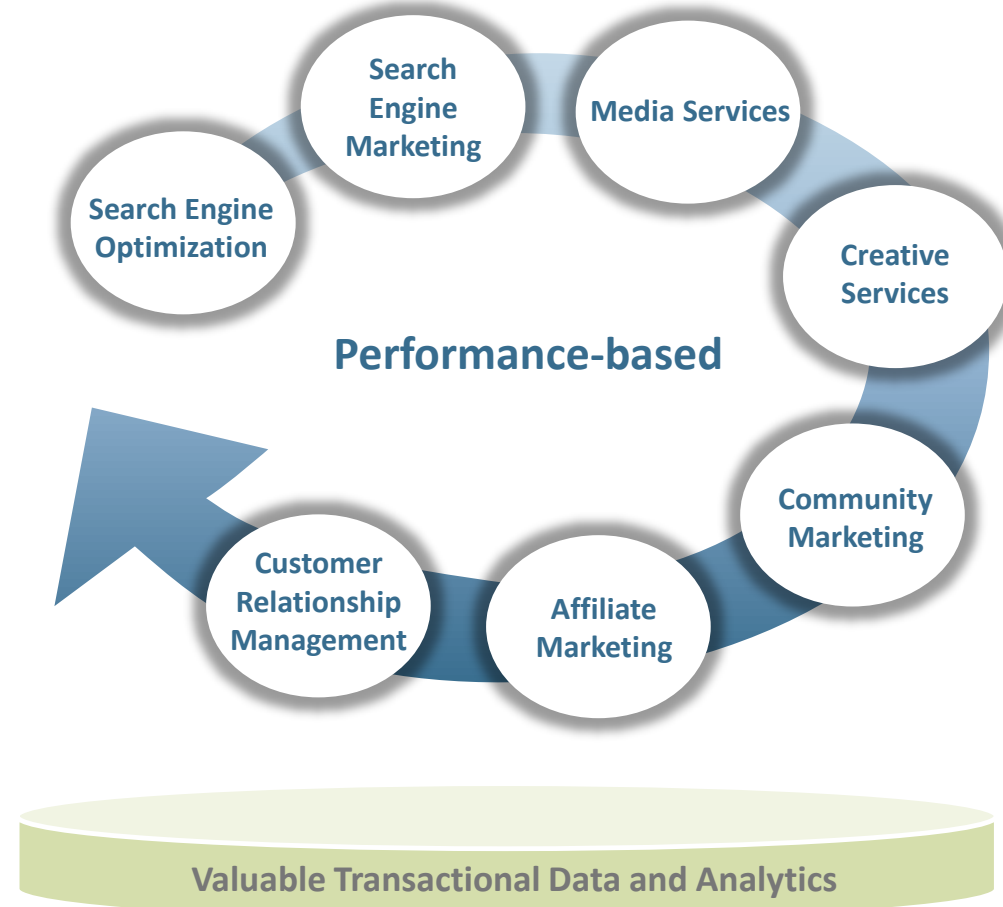 Search
Engine
Marketing
Media Services
Search Engine
Optimization
Creative
Services
Performance-based
Community
Marketing
Customer
Relationship
Management
Affiliate
Marketing
Valuable Transactional Data and Analytics